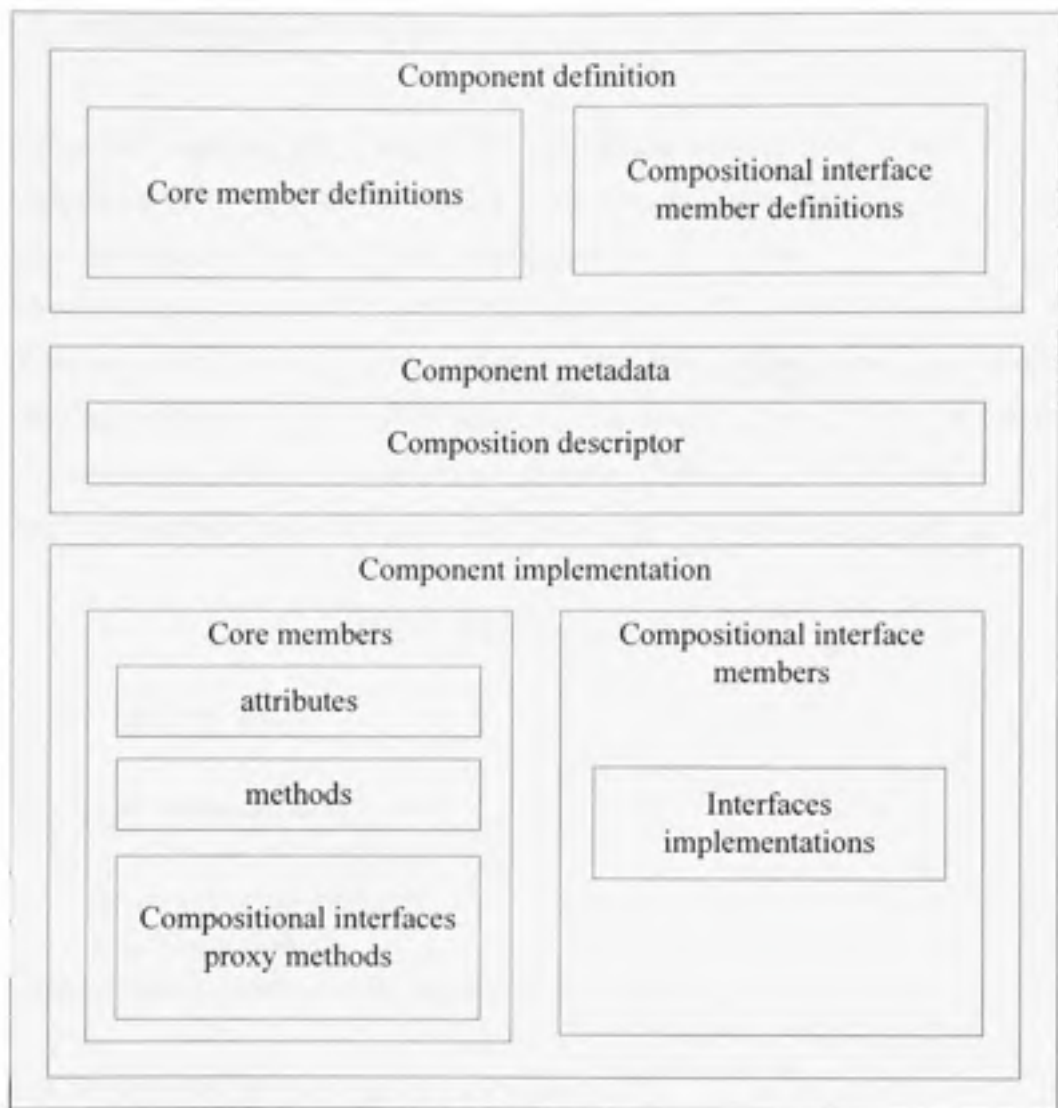 Component definition
Core member definitions
Compositional interface
member definitions
Component metadata
Composition descriptor
Component implementation
Core members
attributes
methods
Compositional interfaces
proxy methods
Compositional interface
members
Interfaces
implementations